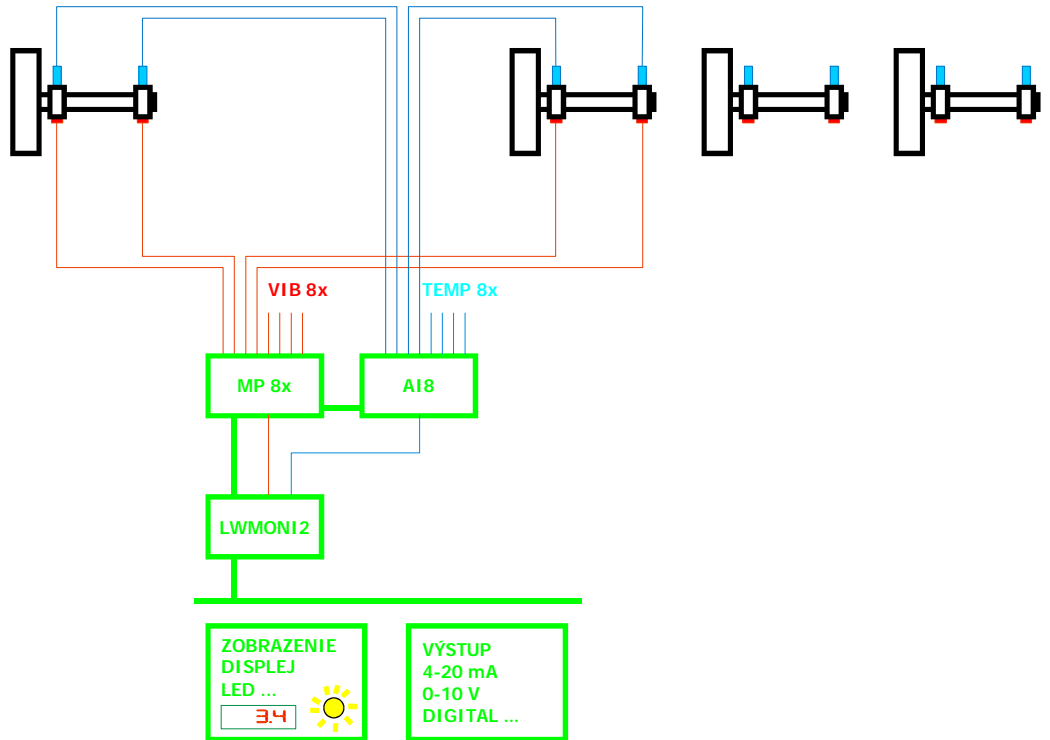 VIB 8x
TEMP 8x
MP 8x
AI8
LWMONI2
ZOBRAZENIE
DISPLEJ
LED ...
3.4
VÝSTUP
4-20 mA
0-10 V
DIGITAL ...